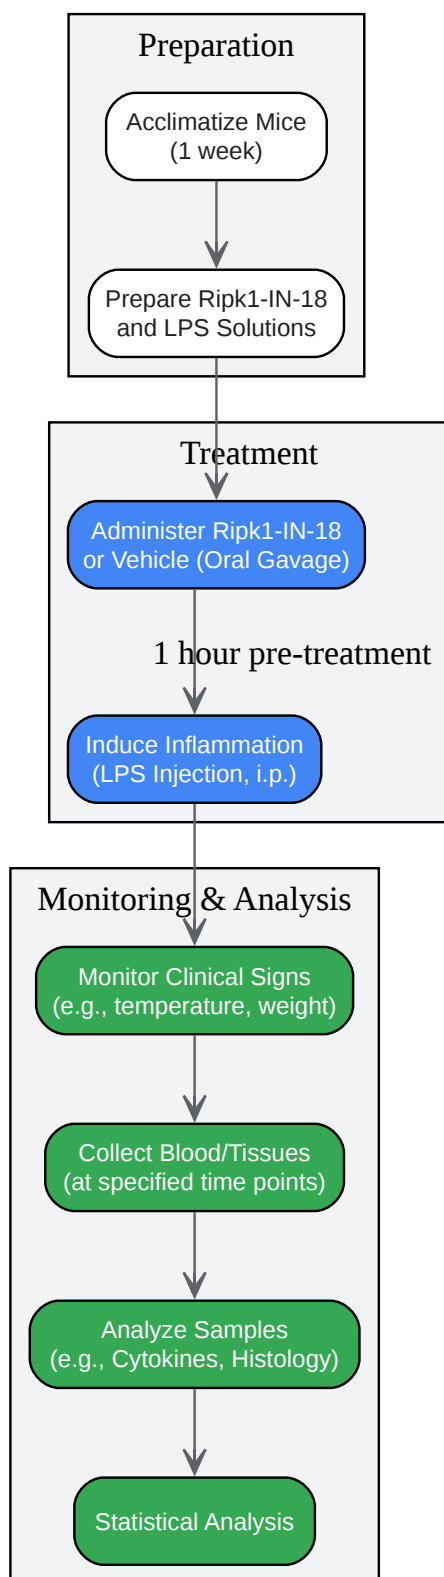 Preparation
Acclimatize Mice
(1 week)
Prepare Ripk1-IN-18
and LPS Solutions
Treatment
Administer Ripk1-IN-18
or Vehicle (Oral Gavage)
1 hour pre-treatment
Induce Inflammation
(LPS Injection, i.p.)
Monitoring & Analysis
Monitor Clinical Signs
(e.g., temperature, weight)
Collect Blood/Tissues
(at specified time points)
Analyze Samples
(e.g., Cytokines, Histology)
Statistical Analysis